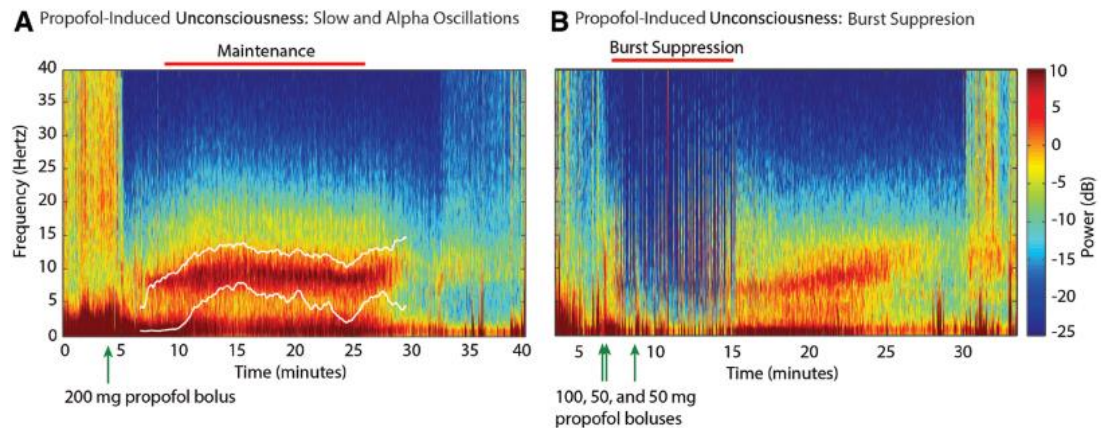 A Propofol-Induced Unconsciousness: Slow and Alpha Oscillations
Maintenance
40
35
30
25
20
15
10
5
0
Frequency (Hertz)
0 5 10 15 20 25 30 35 40
Time (minutes)
200 mg propofol bolus
B Propofol-Induced Unconsciousness: Burst Suppresion
Burst Suppression
5 10 15 20 25 30
Time (minutes)
100, 50, and 50 mg
propofol boluses
10
5
0
-5
-10
-15
-20
-25
Power (dB)